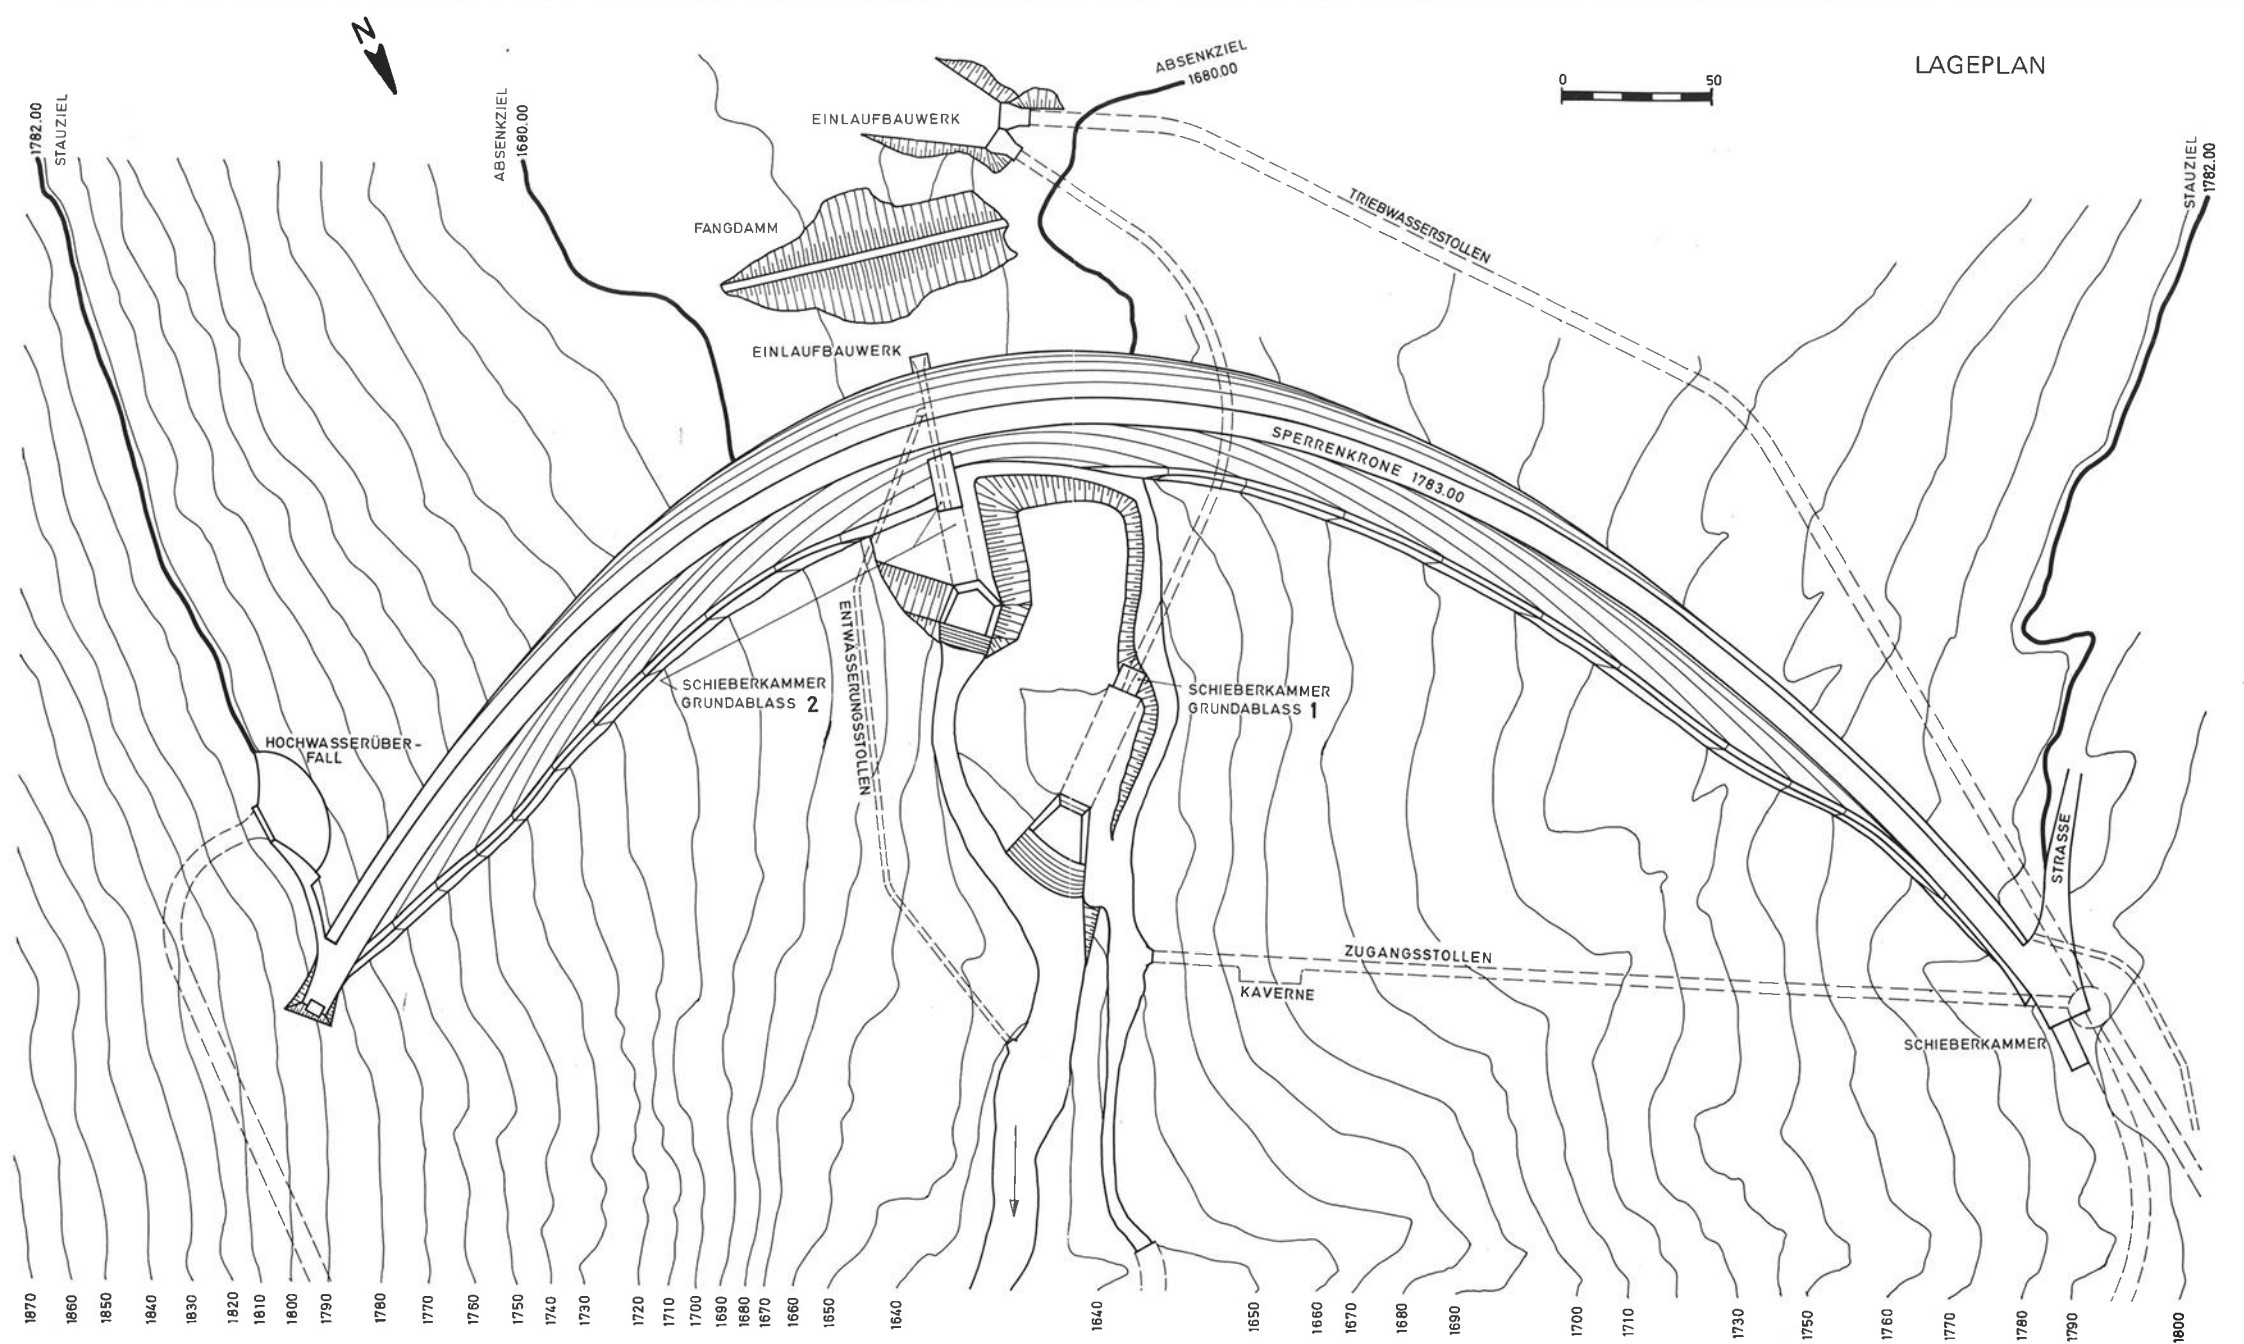 N
LAGEPLAN
0 50
1782.00
STAUZIEL
ABSENKZIEL
1680.00
ABSENKZIEL
1680.00
STAUZIEL
1782.00
EINLAUFBAUWERK
TRIEBWASSERSTOLLEN
FANGDAMM
EINLAUFBAUWERK
SPERRENKRONE 1783.00
ENTWÄSSERUNGSSTOLLEN
SCHIEBERKAMMER
GRUNDABLASS 2
SCHIEBERKAMMER
GRUNDABLASS 1
HOCHWASSERÜBER-
FALL
STRASSE
ZUGANGSSTOLLEN
KAVERNE
SCHIEBERKAMMER
1870 1860 1850 1840 1830 1820 1810 1800 1790 1780 1770 1760 1750 1740 1730 1720 1710 1700 1690 1680 1670 1660 1650 1640 1640 1650 1660 1670 1680 1690 1700 1710 1730 1750 1760 1770 1780 1790 1800